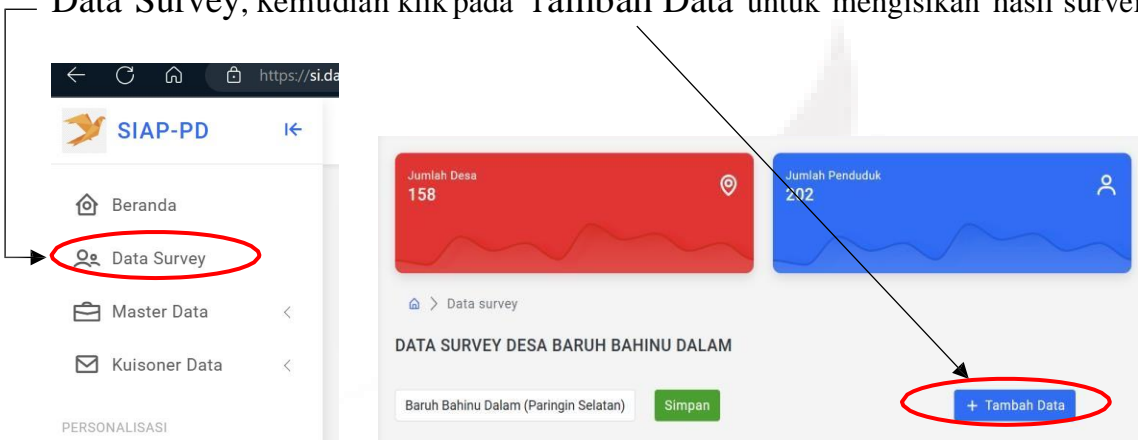 Data Survey, Kemudian klik pada Tambah Data untuk mengisikan hasil survei
https://si.da
SIAP-PD
Beranda
Data Survey
Master Data
Kuisoner Data
PERSONALISASI
Jumlah Desa
158
Jumlah Penduduk
202
Data survey
DATA SURVEY DESA BARUH BAHINU DALAM
Baruh Bahinu Dalam (Paringin Selatan)
Simpan
+ Tambah Data